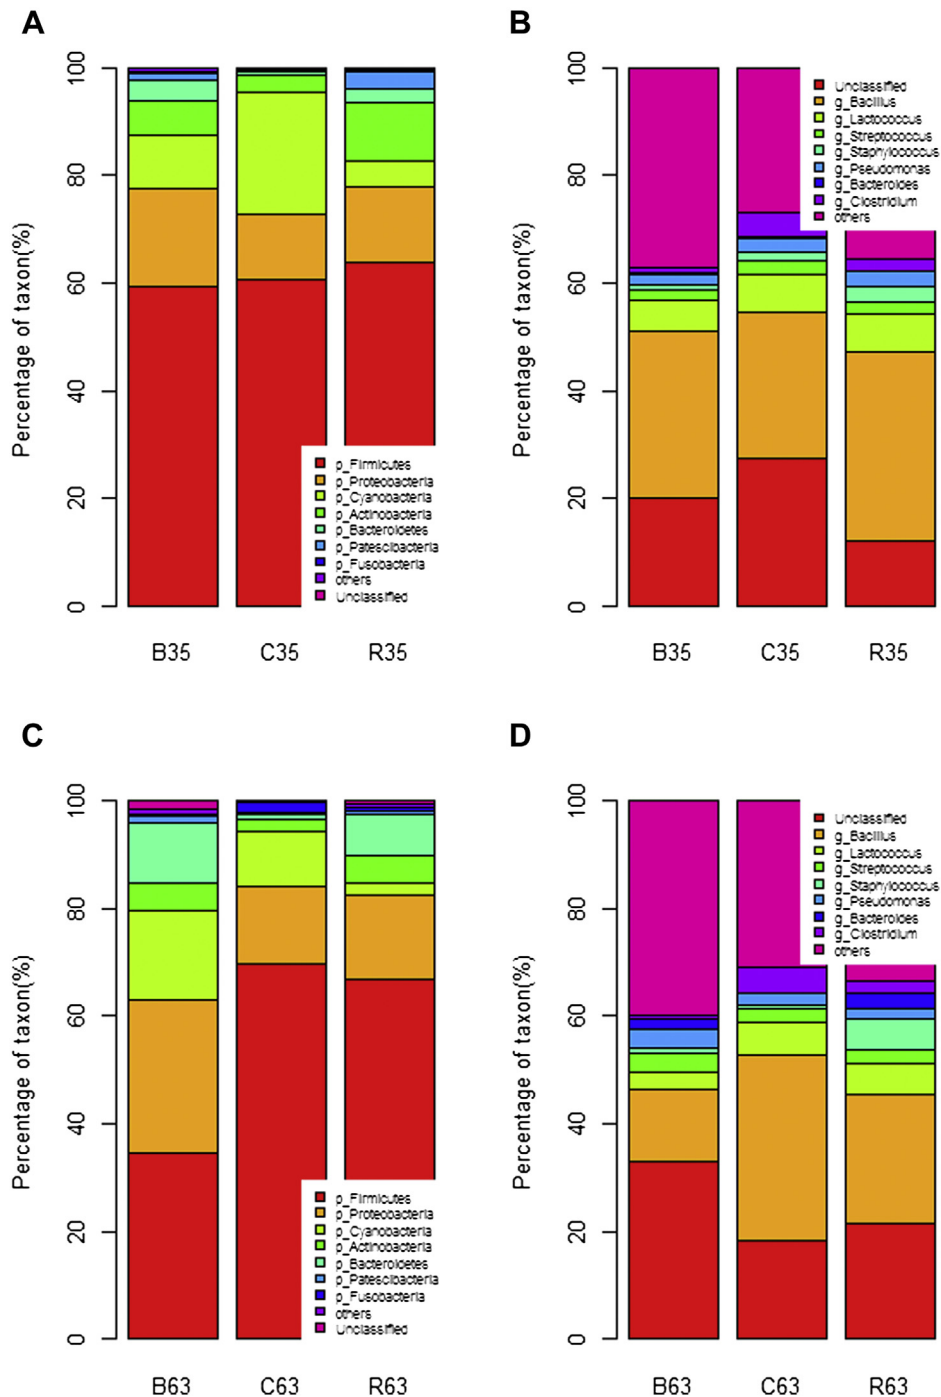 A
Percentage of taxon(%)
100
80
60
40
20
0
p_Firmicutes
p_Proteobacteria
p_Cyanobacteria
p_Actinobacteria
p_Bacteroidetes
p_Patescibacteria
p_Fusobacteria
others
Unclassified
B35 C35 R35
B
Percentage of taxon(%)
100
80
60
40
20
0
Unclassified
g_Bacillus
g_Lactococcus
g_Streptococcus
g_Staphylococcus
g_Pseudomonas
g_Bacteroides
g_Clostridium
others
B35 C35 R35
C
Percentage of taxon(%)
100
80
60
40
20
0
p_Firmicutes
p_Proteobacteria
p_Cyanobacteria
p_Actinobacteria
p_Bacteroidetes
p_Patescibacteria
p_Fusobacteria
others
Unclassified
B63 C63 R63
D
Percentage of taxon(%)
100
80
60
40
20
0
Unclassified
g_Bacillus
g_Lactococcus
g_Streptococcus
g_Staphylococcus
g_Pseudomonas
g_Bacteroides
g_Clostridium
others
B63 C63 R63